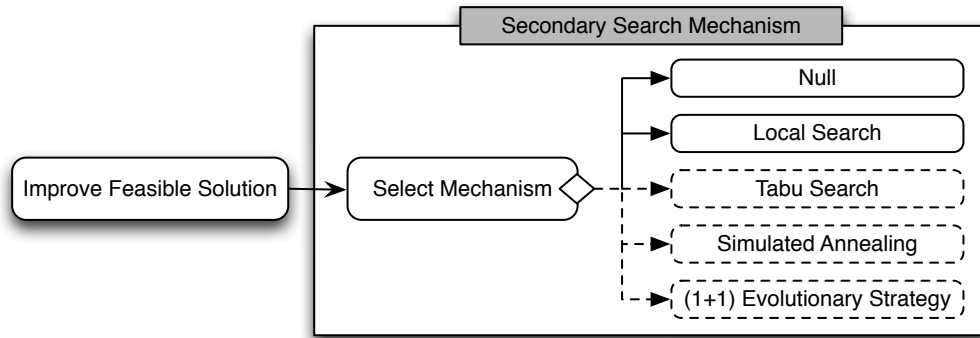 Secondary Search Mechanism
Null
Local Search
Improve Feasible Solution
Select Mechanism
Tabu Search
Simulated Annealing
(1+1) Evolutionary Strategy